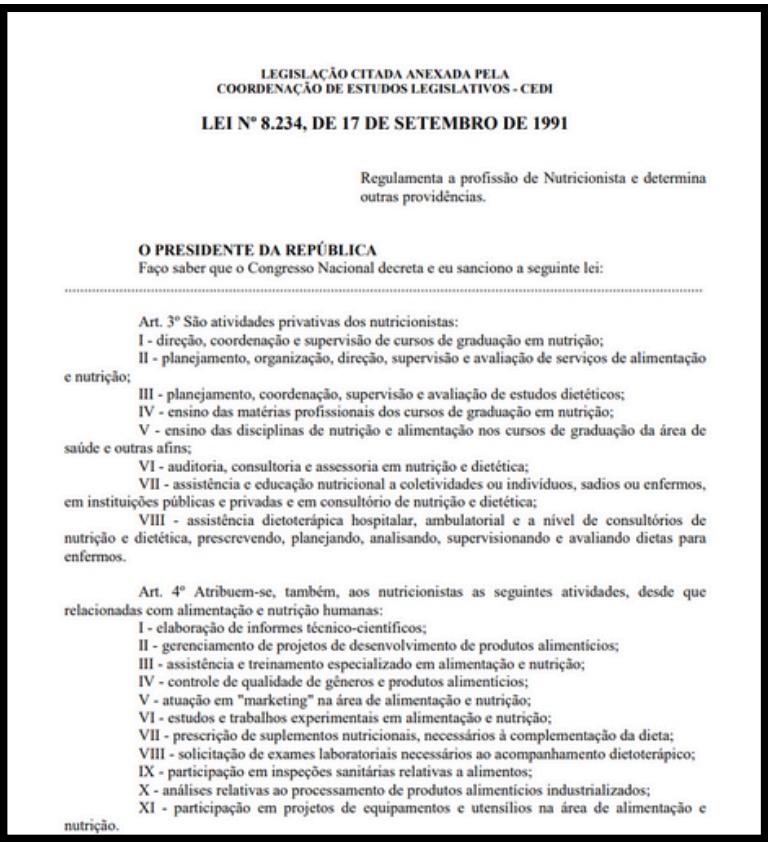 LEGISLAÇÃO CITADA ANEXADA PELA
COORDENAÇÃO DE ESTUDOS LEGISLATIVOS - CEDI
LEI Nº 8.234, DE 17 DE SETEMBRO DE 1991
Regulamenta a profissão de Nutricionista e determina
outras providências.
O PRESIDENTE DA REPÚBLICA
Faço saber que o Congresso Nacional decreta e eu sanciono a seguinte lei:
Art. 3º São atividades privativas dos nutricionistas:
I - direção, coordenação e supervisão de cursos de graduação em nutrição;
II - planejamento, organização, direção, supervisão e avaliação de serviços de alimentação
e nutrição;
III - planejamento, coordenação, supervisão e avaliação de estudos dietéticos;
IV - ensino das matérias profissionais dos cursos de graduação em nutrição;
V - ensino das disciplinas de nutrição e alimentação nos cursos de graduação da área de
saúde e outras afins;
VI - auditoria, consultoria e assessoria em nutrição e dietética;
VII - assistência e educação nutricional a coletividades ou indivíduos, sadios ou enfermos,
em instituições públicas e privadas e em consultório de nutrição e dietética;
VIII - assistência dietoterápica hospitalar, ambulatorial e a nível de consultórios de
nutrição e dietética, prescrevendo, planejando, analisando, supervisionando e avaliando dietas para
enfermos.
Art. 4º Atribuem-se, também, aos nutricionistas as seguintes atividades, desde que
relacionadas com alimentação e nutrição humanas:
I - elaboração de informes técnico-científicos;
II - gerenciamento de projetos de desenvolvimento de produtos alimentícios;
III - assistência e treinamento especializado em alimentação e nutrição;
IV - controle de qualidade de gêneros e produtos alimentícios;
V - atuação em "marketing" na área de alimentação e nutrição;
VI - estudos e trabalhos experimentais em alimentação e nutrição;
VII - prescrição de suplementos nutricionais, necessários à complementação da dieta;
VIII - solicitação de exames laboratoriais necessários ao acompanhamento dietoterápico;
IX - participação em inspeções sanitárias relativas a alimentos;
X - análises relativas ao processamento de produtos alimentícios industrializados;
XI - participação em projetos de equipamentos e utensílios na área de alimentação e
nutrição.